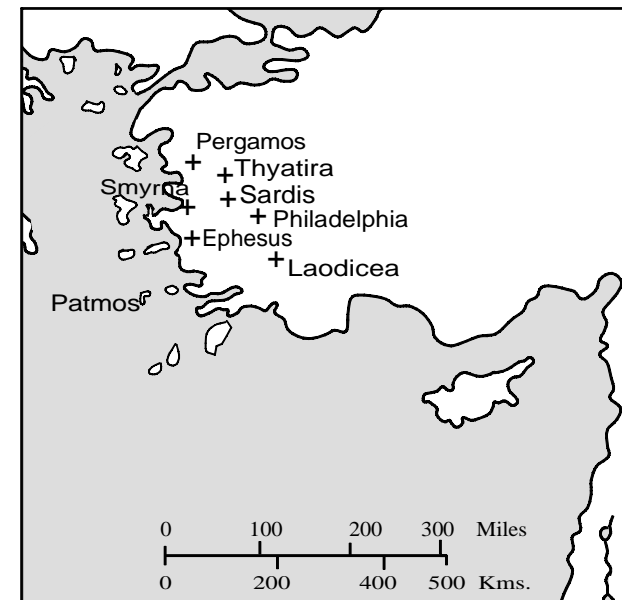 Pergamos
Thyatira
Smyrna
Sardis
Philadelphia
Ephesus
Laodicea
Patmos
0 100 200 300 Miles
0 200 400 500 Kms.